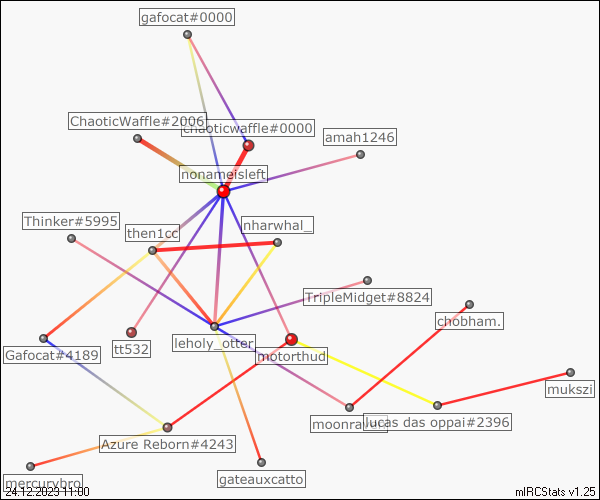 gafocat#0000
ChaoticWaffle#2006
chaoticwaffle#0000
amah1246
nonameisleft
Thinker#5995
then1cc
nharwhal_
TripleMidget#8824
chobham.
Gafocat#4189
tt532
leholy_otter
motorthud
mukszi
lucas das oppai#2396
Azure Reborn#4243
gateauxcatto
mercurybro
24.12.2023 11:00
mIRCStats v1.25